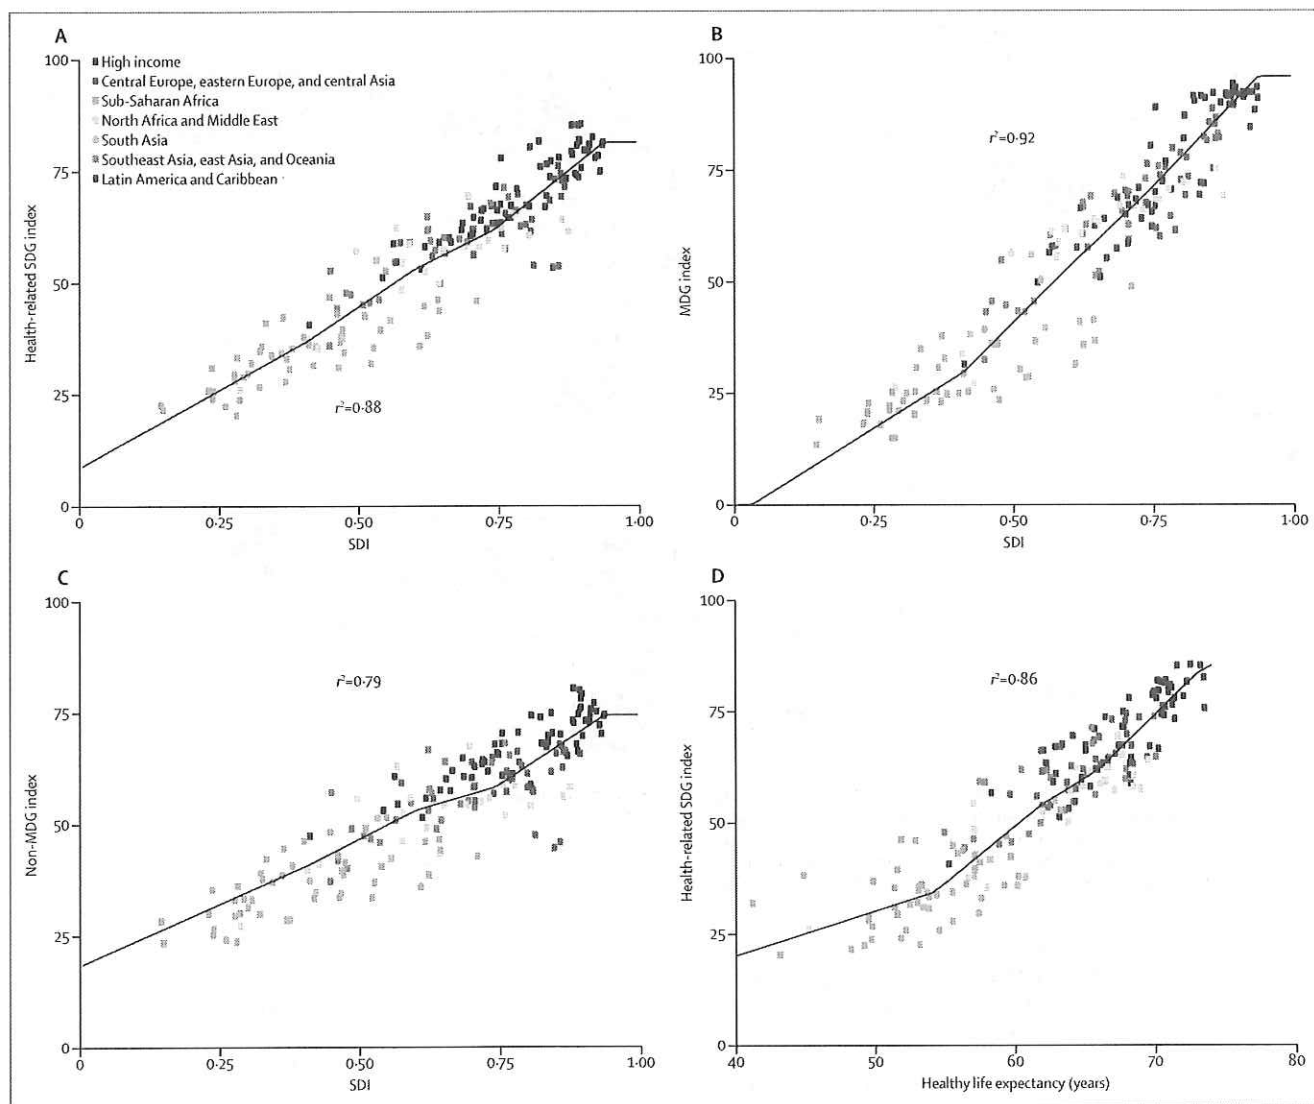 A
High income
Central Europe, eastern Europe, and central Asia
Sub-Saharan Africa
North Africa and Middle East
South Asia
Southeast Asia, east Asia, and Oceania
Latin America and Caribbean
Health-related SDG index
100
75
50
25
0
r²=0·88
0
0·25
0·50
0·75
1·00
SDI
B
MDG index
100
75
50
25
0
r²=0·92
0
0·25
0·50
0·75
1·00
SDI
C
Non-MDG index
100
75
50
25
0
r²=0·79
0
0·25
0·50
0·75
1·00
SDI
D
Health-related SDG index
100
75
50
25
0
r²=0·86
40
50
60
70
80
Healthy life expectancy (years)